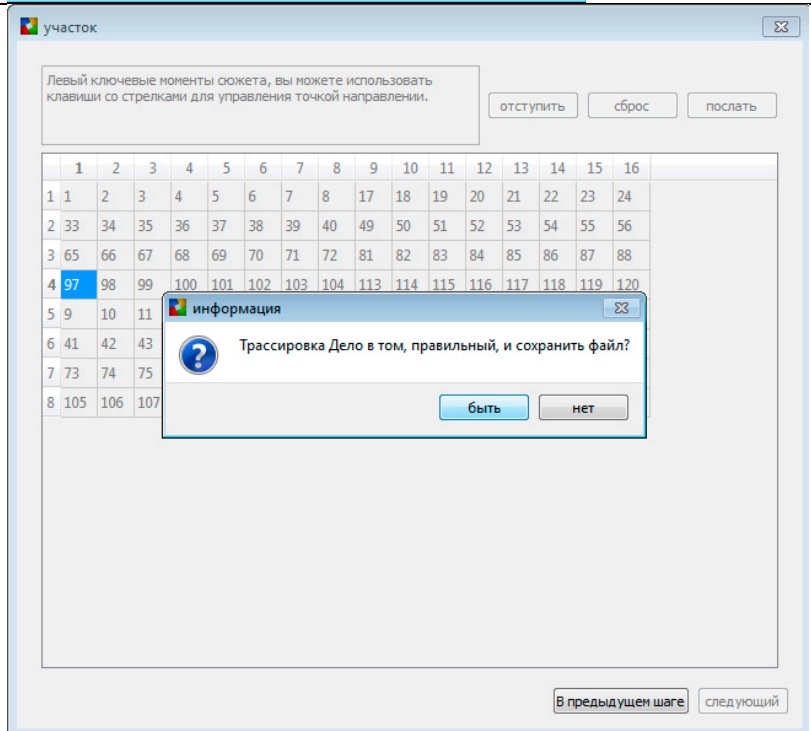 участок
Левый ключевые моменты сюжета, вы можете использовать
клавиши со стрелками для управления точкой направлении.
отступить сброс послать
1 2 3 4 5 6 7 8 9 10 11 12 13 14 15 16
1 1 2 3 4 5 6 7 8 17 18 19 20 21 22 23 24
2 33 34 35 36 37 38 39 40 49 50 51 52 53 54 55 56
3 65 66 67 68 69 70 71 72 81 82 83 84 85 86 87 88
4 97 98 99 100 101 102 103 104 113 114 115 116 117 118 119 120
5 9 10 11
6 41 42 43
7 73 74 75
8 105 106 107
информация
Трассировка Дело в том, правильный, и сохранить файл?
быть нет
В предыдущем шаге следующий